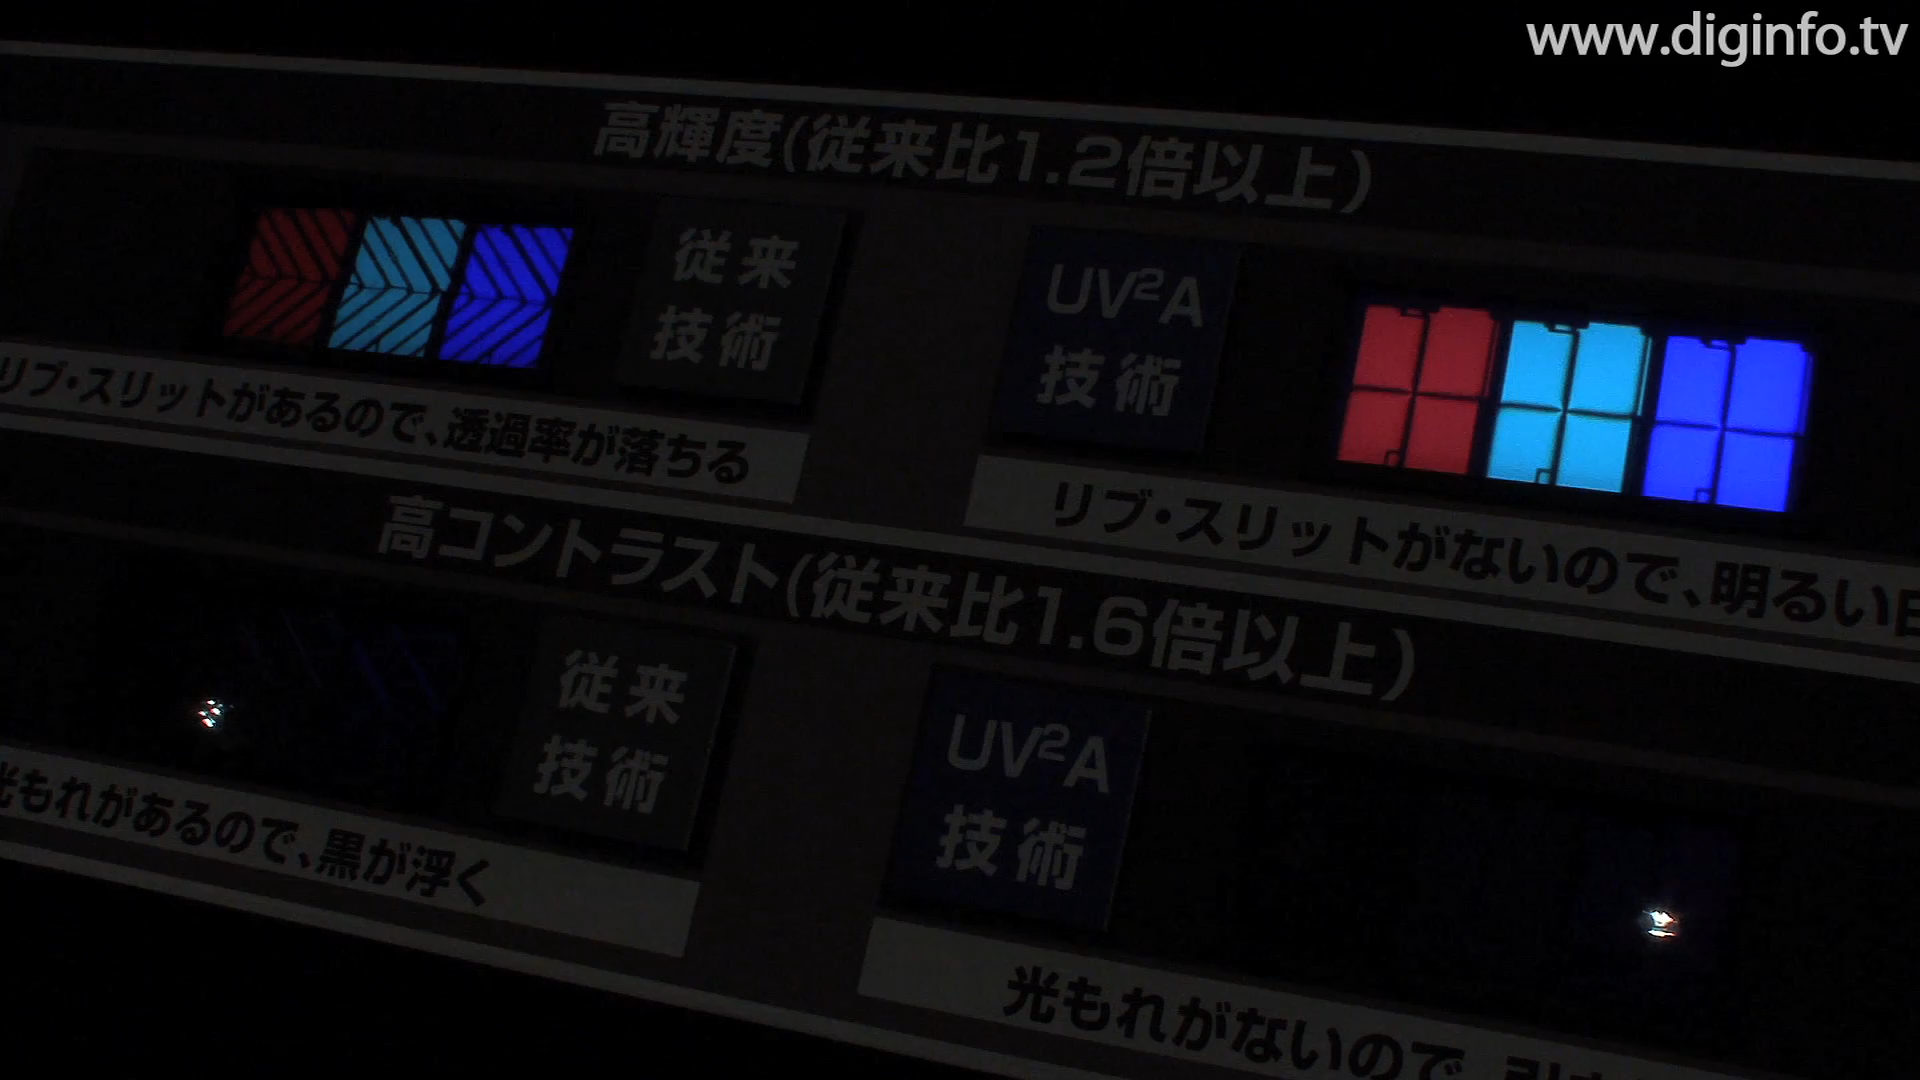 www.diginfo.tv
高輝度(従来比1.2倍以上)
従来
技術
UV²A
技術
リブ・スリットがあるので、透過率が落ちる
リブ・スリットがないので、明るい
高コントラスト(従来比1.6倍以上)
従来
技術
UV²A
技術
光もれがあるので、黒が浮く
光もれがないので、